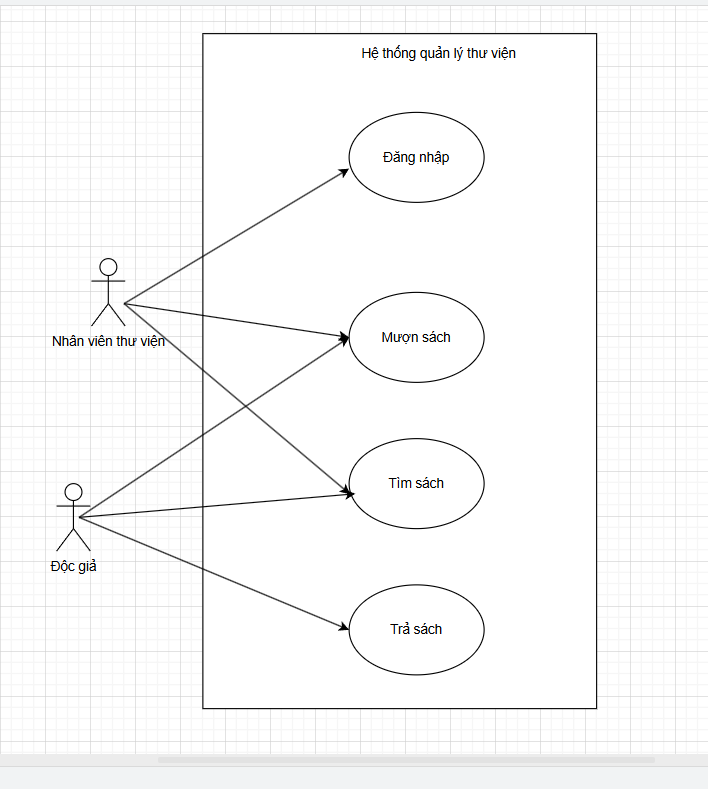 Hệ thống quản lý thư viện
Đăng nhập
Nhân viên thư viện
Mượn sách
Tìm sách
Độc giả
Trả sách